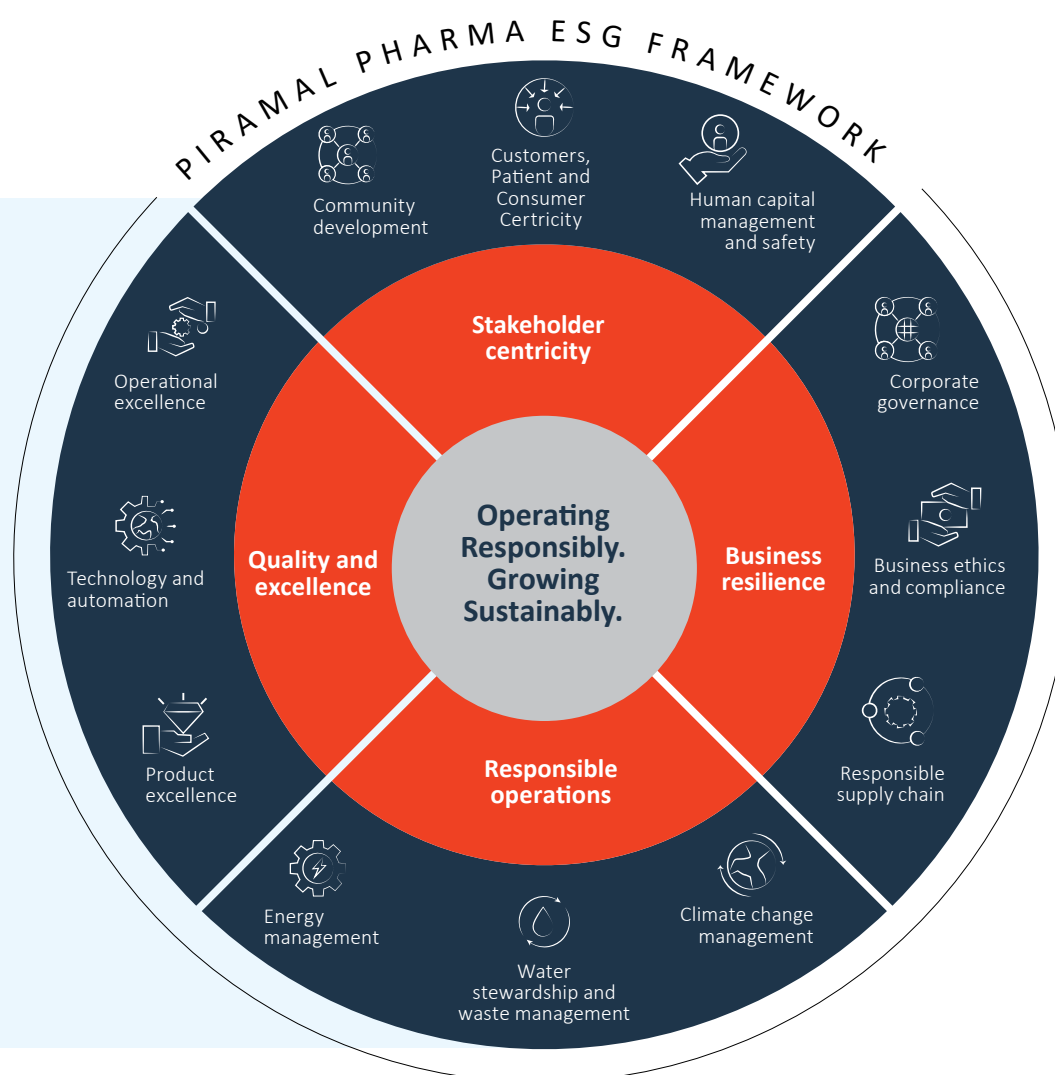 PIRAMAL PHARMA ESG FRAMEWORK
Community
development
Customers,
Patient and
Consumer
Certricity
Human capital
management
and safety
Stakeholder
centricity
Operational
excellence
Technology and
automation
Product
excellence
Quality and
excellence
Operating
Responsibly.
Growing
Sustainably.
Business
resilience
Corporate
governance
Business ethics
and compliance
Responsible
supply chain
Responsible
operations
Energy
management
Water
stewardship and
waste management
Climate change
management